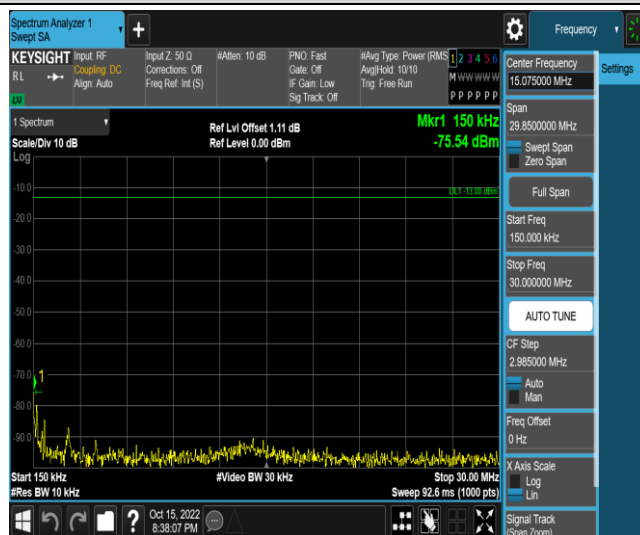 Spectrum Analyzer 1
Swept SA
+
Frequency
KEYSIGHT
RL
LXI
Input: RF
Coupling: DC
Align: Auto
Input Z: 50 Ω
Corrections: Off
Freq Ref: Int (S)
#Atten: 10 dB
PNO: Fast
Gate: Off
IF Gain: Low
Sig Track: Off
#Avg Type: Power (RMS
Avg|Hold: 10/10
Trig: Free Run
1 2 3 4 5 6
M W W W W W
P P P P P P
1 Spectrum
Scale/Div 10 dB
Log
Ref Lvl Offset 1.11 dB
Ref Level 0.00 dBm
Mkr1 150 kHz
-75.54 dBm
DL1 -13.00 dBm
-10.0
-20.0
-30.0
-40.0
-50.0
-60.0
-70.0
1
-80.0
-90.0
Start 150 kHz
#Res BW 10 kHz
#Video BW 30 kHz
Stop 30.00 MHz
Sweep 92.6 ms (1000 pts)
Oct 15, 2022
8:38:07 PM
?
Center Frequency
15.075000 MHz
Settings
Span
29.8500000 MHz
Swept Span
Zero Span
Full Span
Start Freq
150.000 kHz
Stop Freq
30.000000 MHz
AUTO TUNE
CF Step
2.985000 MHz
Auto
Man
Freq Offset
0 Hz
X Axis Scale
Log
Lin
Signal Track
(Span Zoom)